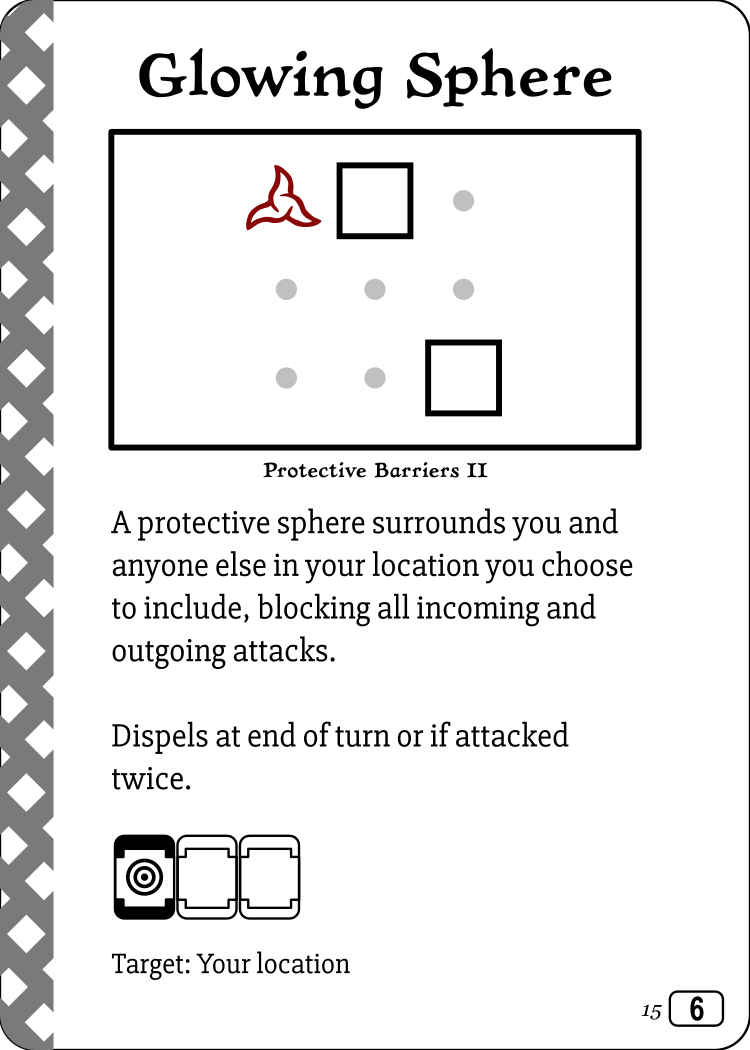 Glowing Sphere
Protective Barriers II
A protective sphere surrounds you and
anyone else in your location you choose
to include, blocking all incoming and
outgoing attacks.
Dispels at end of turn or if attacked
twice.
Target: Your location
15 6